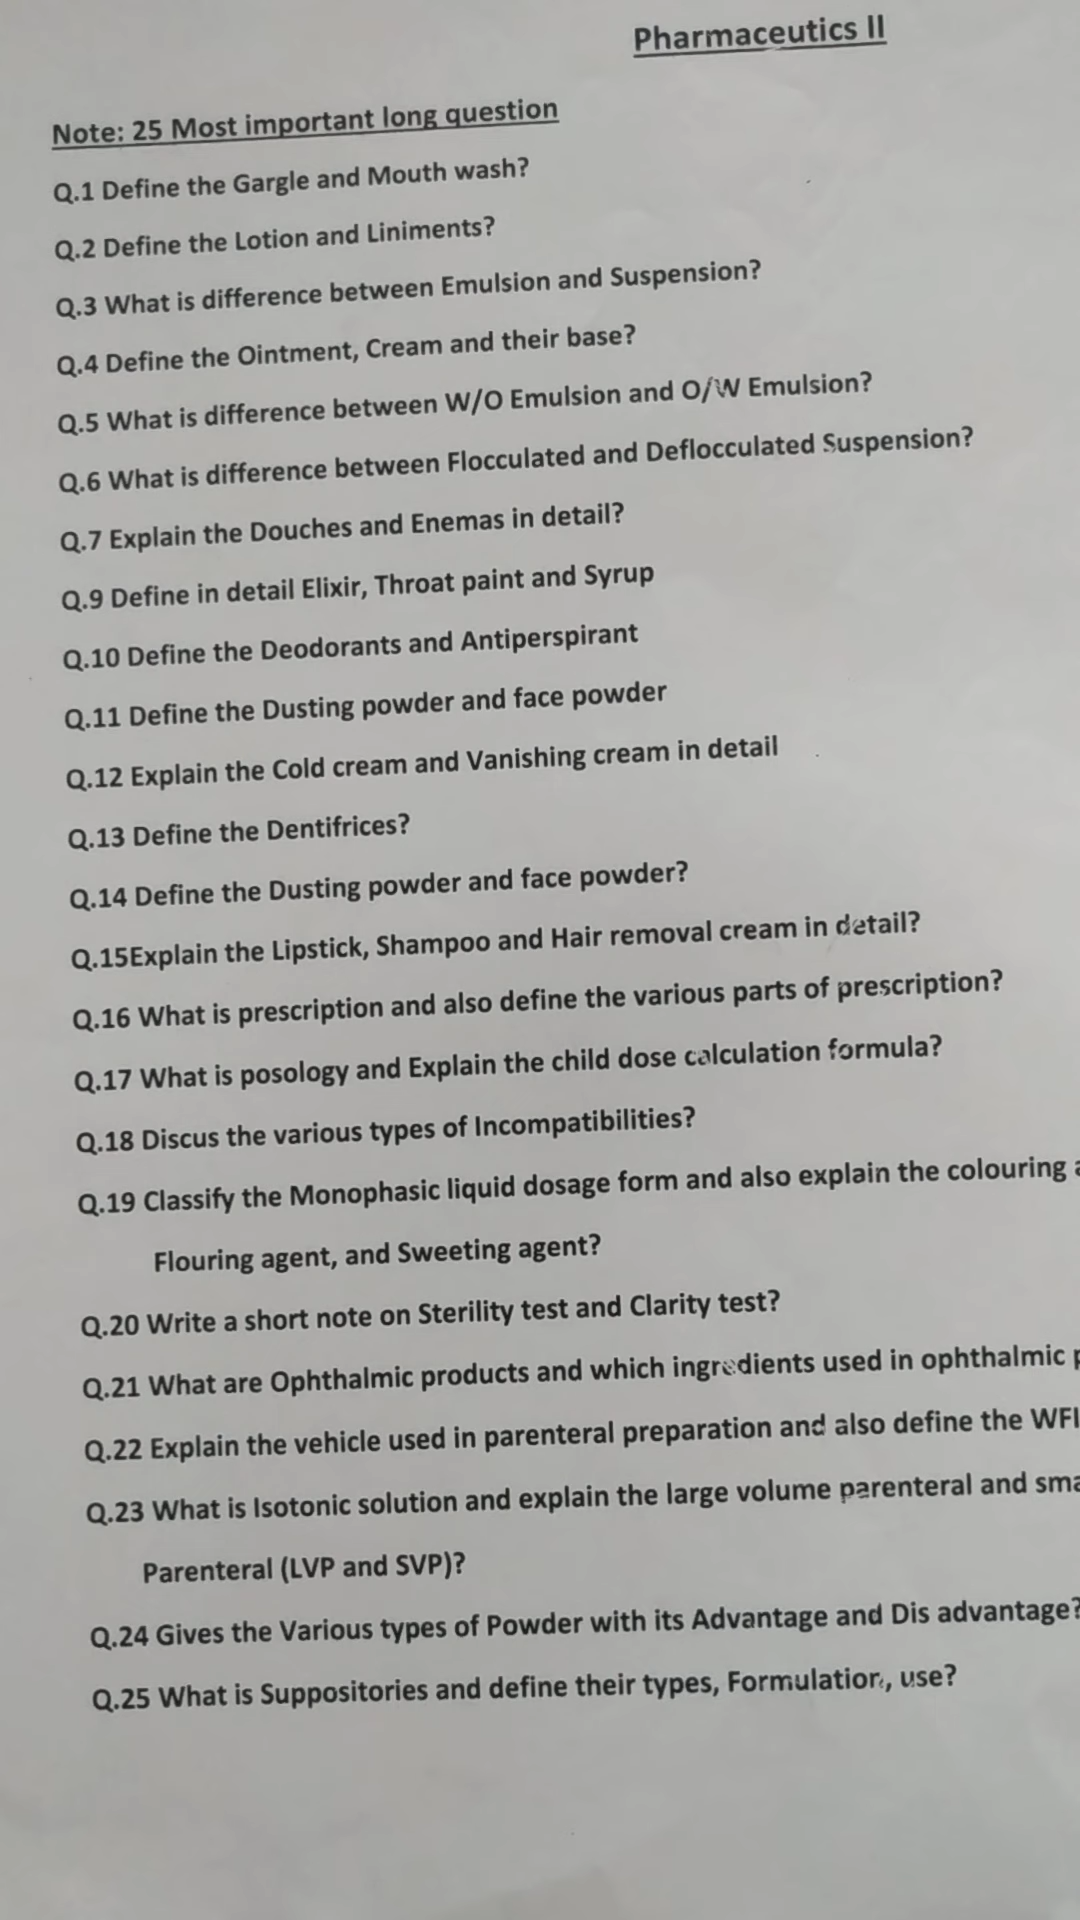 Pharmaceutics II
Note: 25 Most important long question
Q.1 Define the Gargle and Mouth wash?
Q.2 Define the Lotion and Liniments?
Q.3 What is difference between Emulsion and Suspension?
Q.4 Define the Ointment, Cream and their base?
Q.5 What is difference between W/O Emulsion and O/W Emulsion?
Q.6 What is difference between Flocculated and Deflocculated Suspension?
Q.7 Explain the Douches and Enemas in detail?
Q.9 Define in detail Elixir, Throat paint and Syrup
Q.10 Define the Deodorants and Antiperspirant
Q.11 Define the Dusting powder and face powder
Q.12 Explain the Cold cream and Vanishing cream in detail
Q.13 Define the Dentifrices?
Q.14 Define the Dusting powder and face powder?
Q.15Explain the Lipstick, Shampoo and Hair removal cream in detail?
Q.16 What is prescription and also define the various parts of prescription?
Q.17 What is posology and Explain the child dose calculation formula?
Q.18 Discus the various types of Incompatibilities?
Q.19 Classify the Monophasic liquid dosage form and also explain the colouring
Flouring agent, and Sweeting agent?
Q.20 Write a short note on Sterility test and Clarity test?
Q.21 What are Ophthalmic products and which ingredients used in ophthalmic
Q.22 Explain the vehicle used in parenteral preparation and also define the WFI
Q.23 What is Isotonic solution and explain the large volume parenteral and
Parenteral (LVP and SVP)?
Q.24 Gives the Various types of Powder with its Advantage and Dis advantage?
Q.25 What is Suppositories and define their types, Formulation, use?